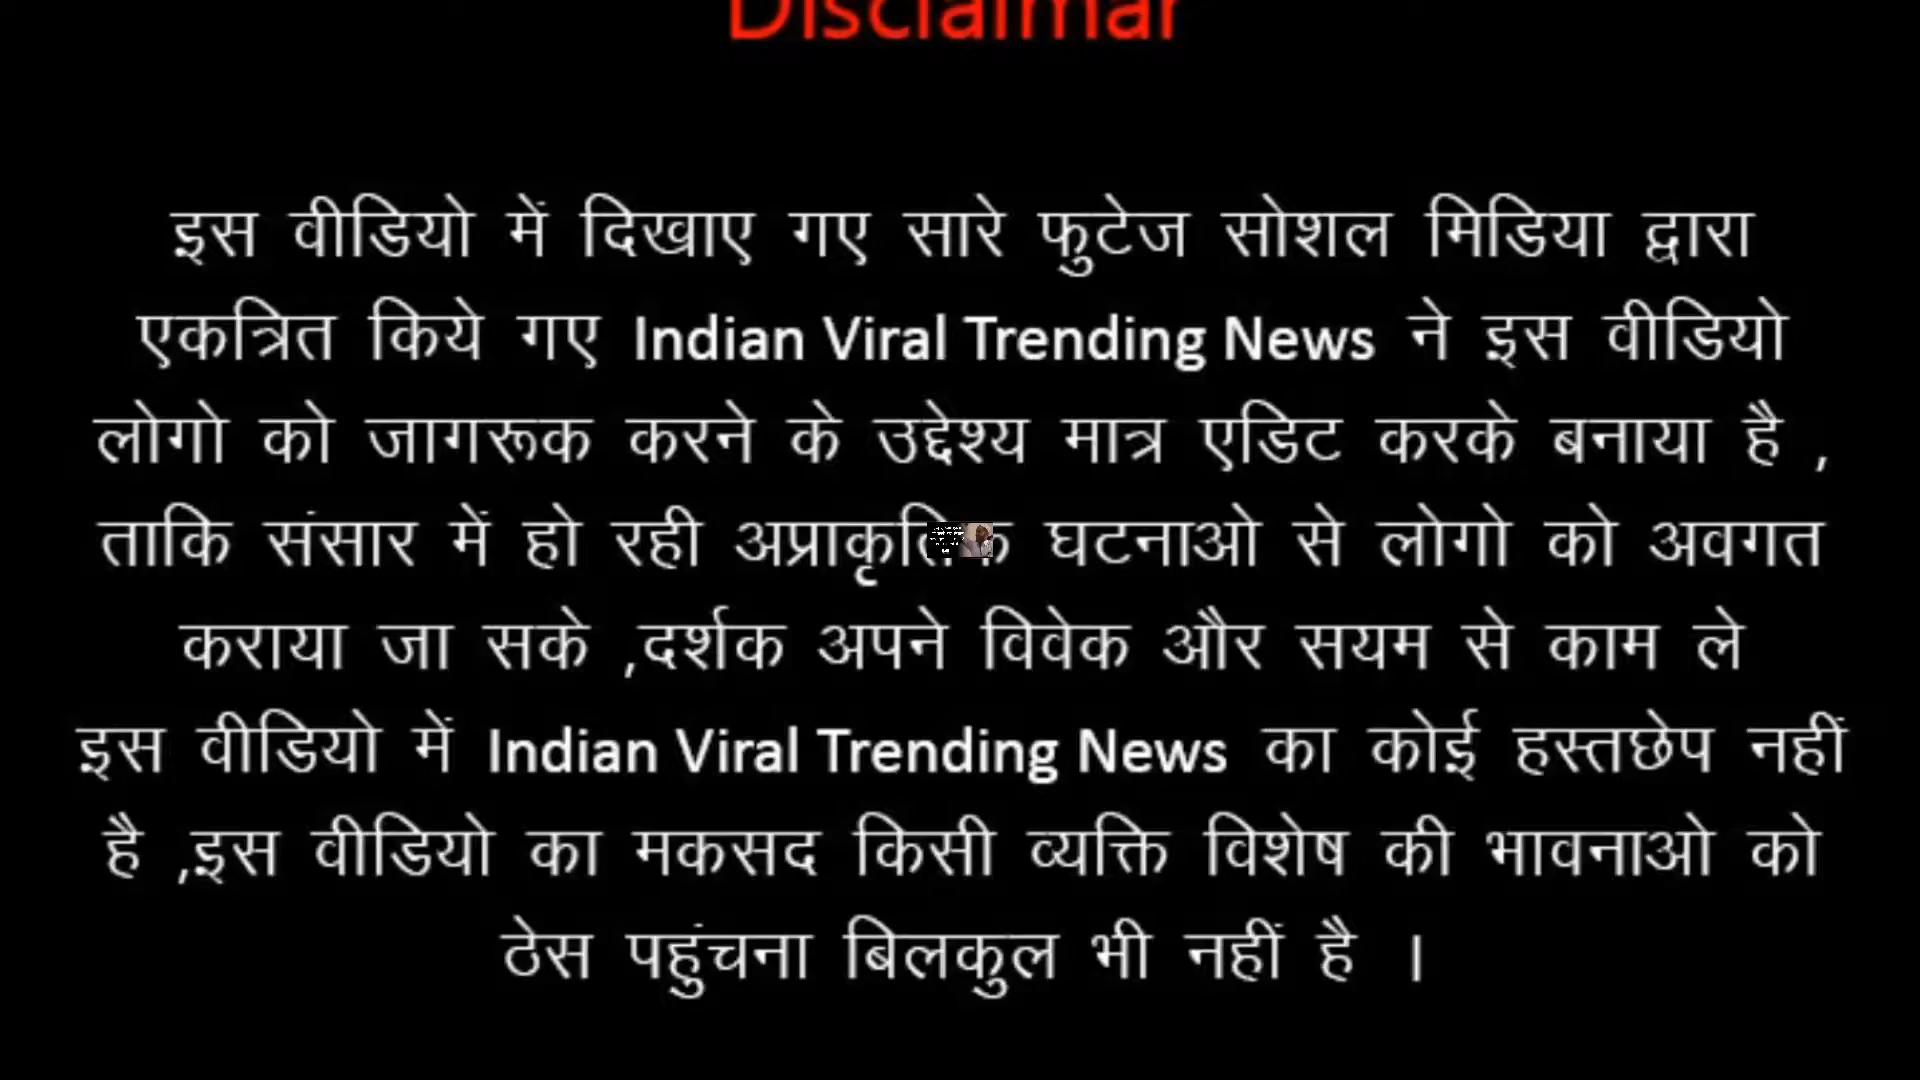 Disclaimar
इस वीडियो में दिखाए गए सारे फुटेज सोशल मिडिया द्वारा
एकत्रित किये गए Indian Viral Trending News ने इस वीडियो
लोगो को जागरूक करने के उद्देश्य मात्र एडिट करके बनाया है ,
ताकि संसार में हो रही अप्राकृतिक घटनाओ से लोगो को अवगत
कराया जा सके ,दर्शक अपने विवेक और सयम से काम ले
इस वीडियो में Indian Viral Trending News का कोई हस्तछेप नहीं
है ,इस वीडियो का मकसद किसी व्यक्ति विशेष की भावनाओ को
ठेस पहुंचना बिलकुल भी नहीं है ।